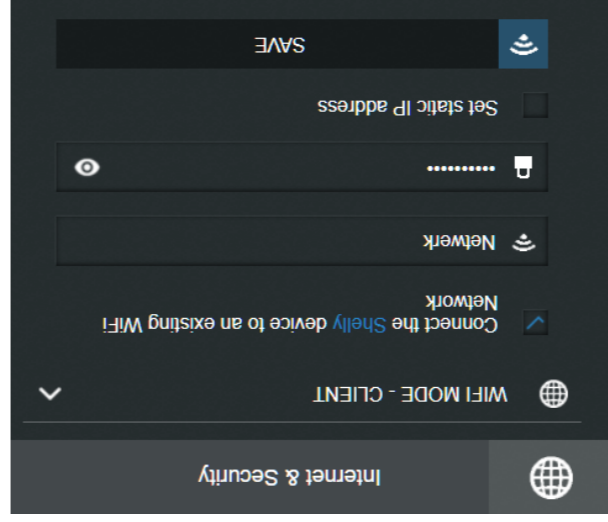 Internet & Security
WIFI MODE - CLIENT
Connect the Shelly device to an existing WiFi
Network
Netwerk
••••••••••
Set static IP address
SAVE